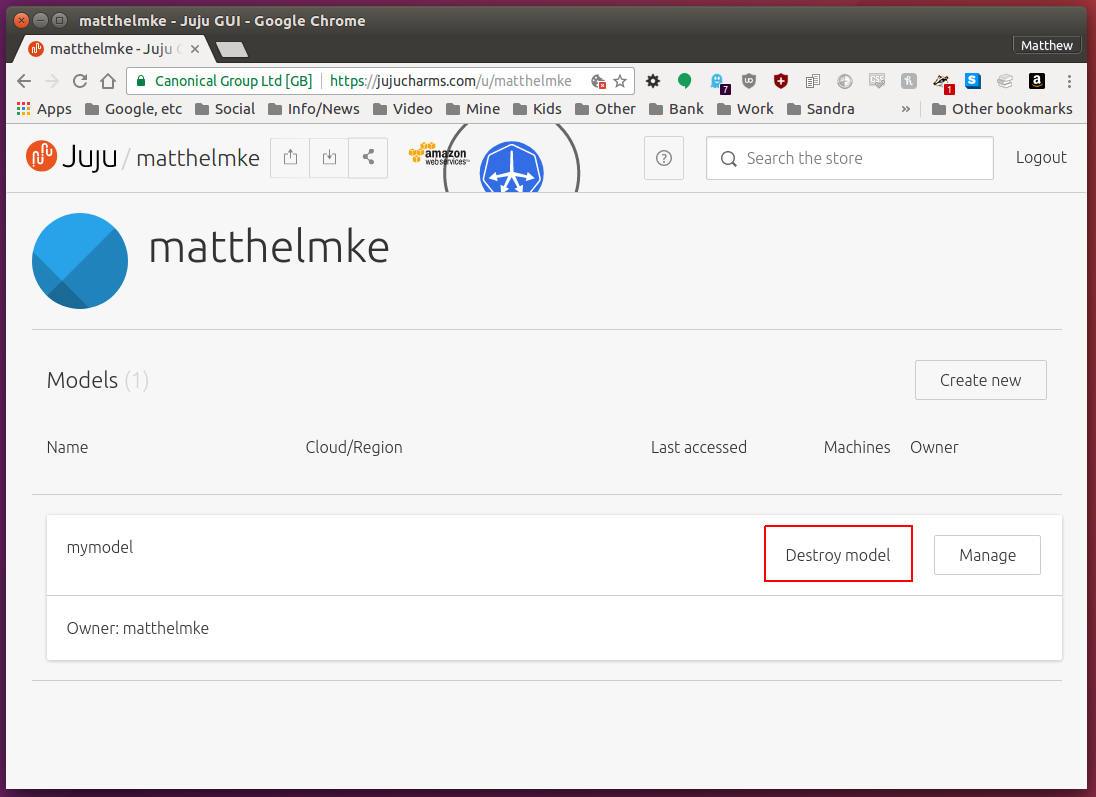 matthelmke - Juju GUI - Google Chrome
matthelmke - Juju
Matthew
Canonical Group Ltd [GB] https://jujucharms.com/u/matthelmke
7
1
Apps Google, etc Social Info/News Video Mine Kids Other Bank Work Sandra » Other bookmarks
Juju / matthelmke
amazon
web services™
Search the store
Logout
matthelmke
Models (1)
Create new
Name Cloud/Region Last accessed Machines Owner
mymodel
Destroy model
Manage
Owner: matthelmke